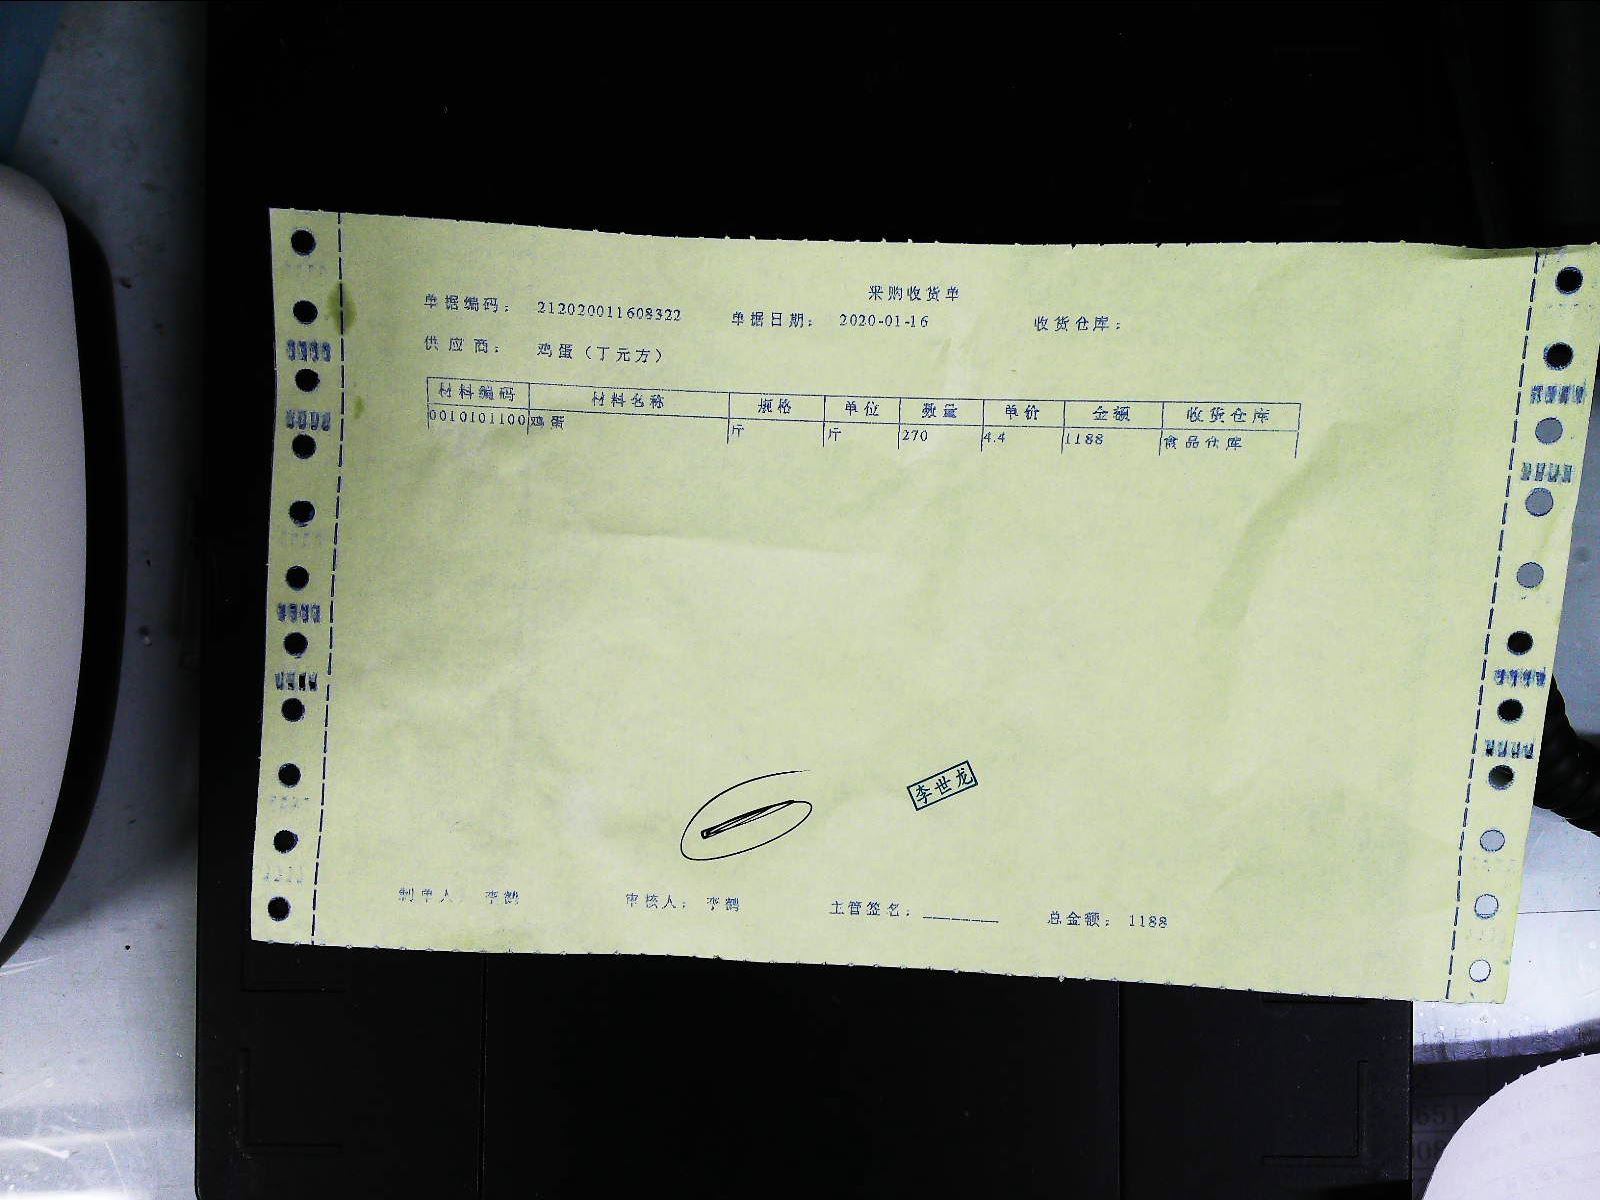 采购收货单
单据编码： 212020011608322 单据日期： 2020-01-16 收货仓库：
供 应 商： 鸡蛋（丁元方）
材料编码 材料名称 规格 单位 数量 单价 金额 收货仓库
0010101100 鸡蛋 斤 斤 270 4.4 1188 食品仓库
李世龙
制单人： 李鹤 审核人： 李鹤 主管签名：________ 总金额： 1188